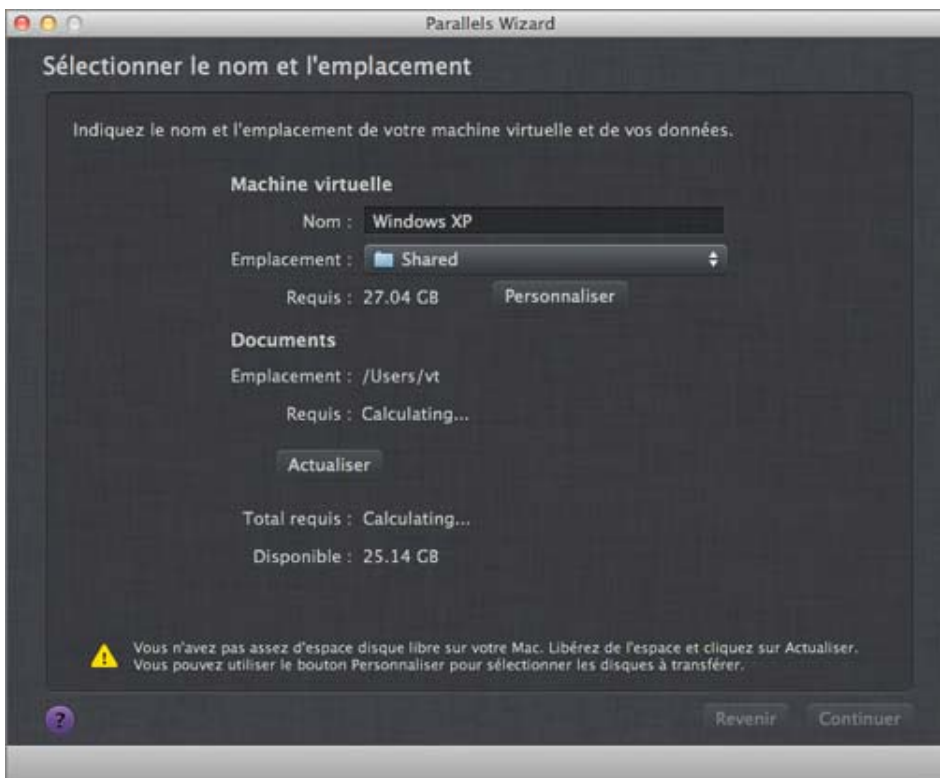 Parallels Wizard
Sélectionner le nom et l'emplacement
Indiquez le nom et l'emplacement de votre machine virtuelle et de vos données.
Machine virtuelle
Nom : Windows XP
Emplacement : Shared
Requis : 27.04 GB Personnaliser
Documents
Emplacement : /Users/vt
Requis : Calculating...
Actualiser
Total requis : Calculating...
Disponible : 25.14 GB
Vous n'avez pas assez d'espace disque libre sur votre Mac. Libérez de l'espace et cliquez sur Actualiser.
Vous pouvez utiliser le bouton Personnaliser pour sélectionner les disques à transférer.
? Revenir Continuer